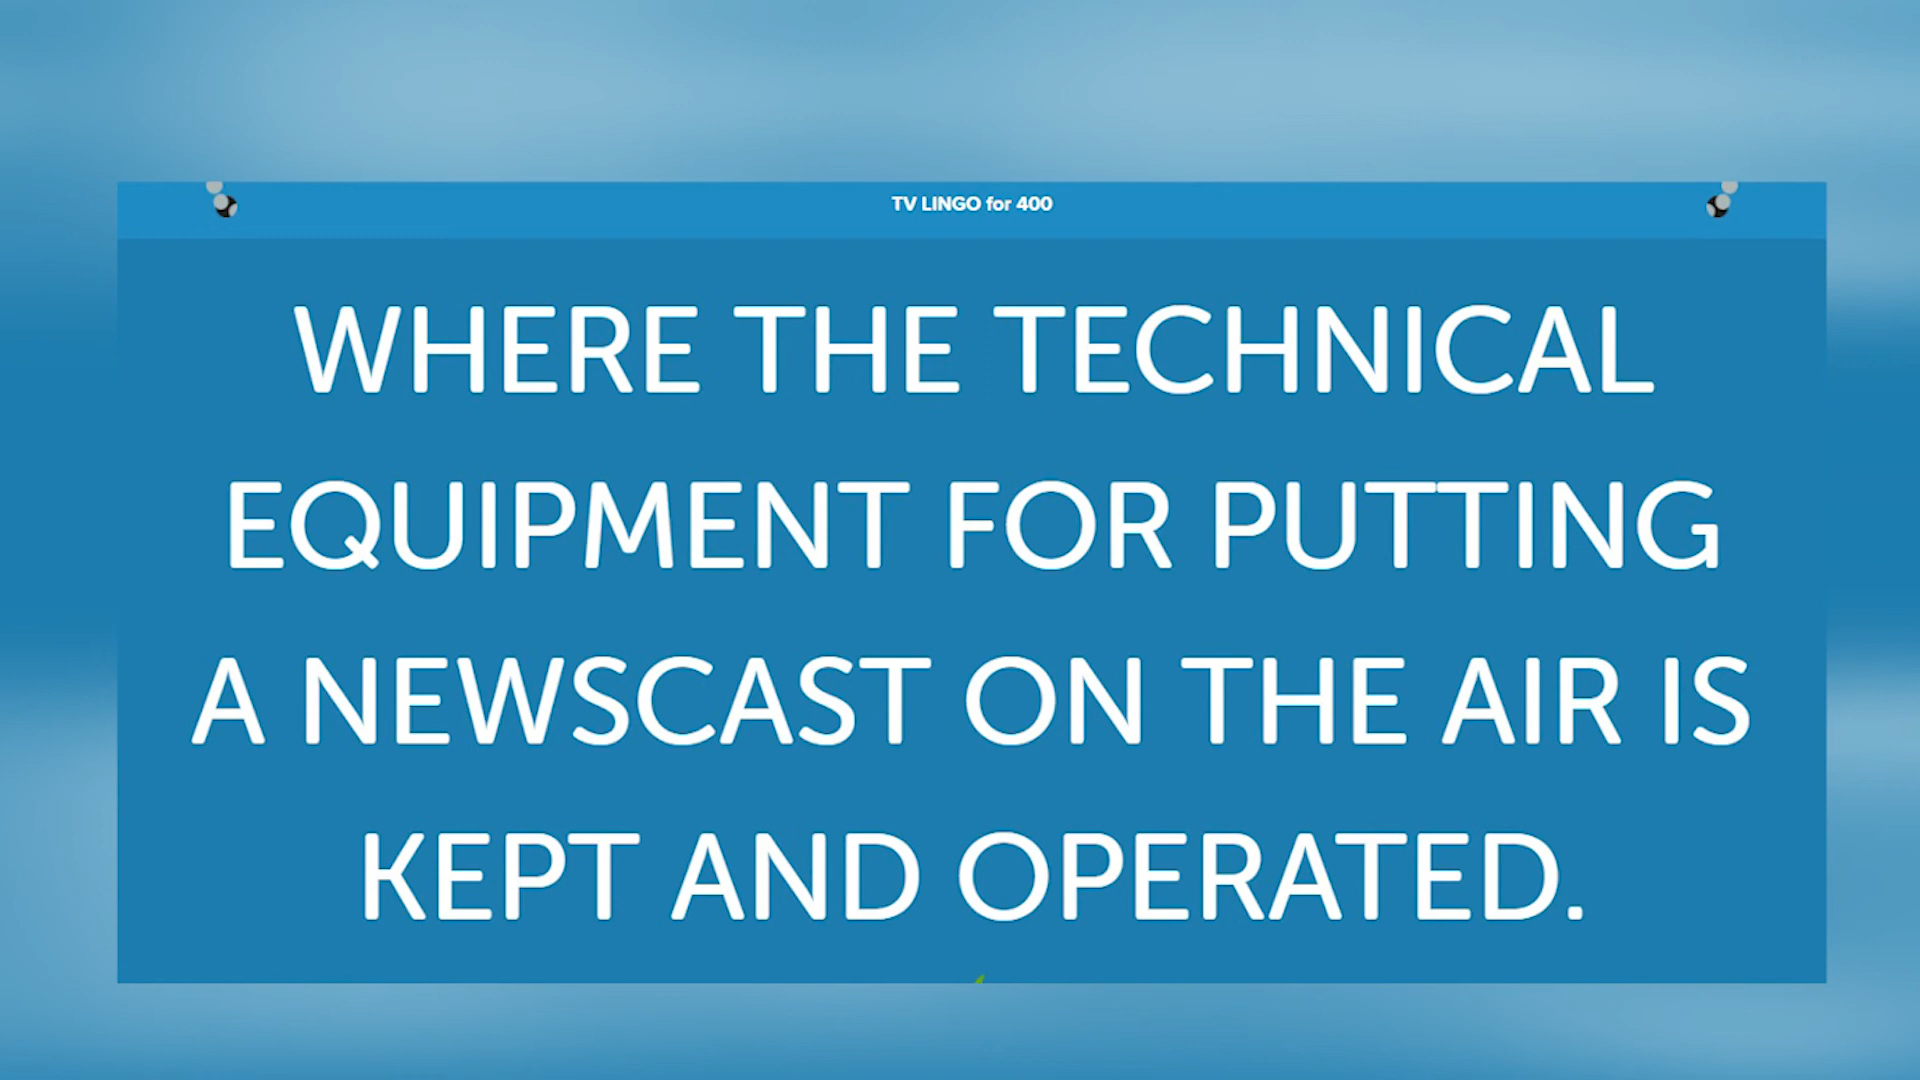 TV LINGO for 400
WHERE THE TECHNICAL
EQUIPMENT FOR PUTTING
A NEWSCAST ON THE AIR IS
KEPT AND OPERATED.